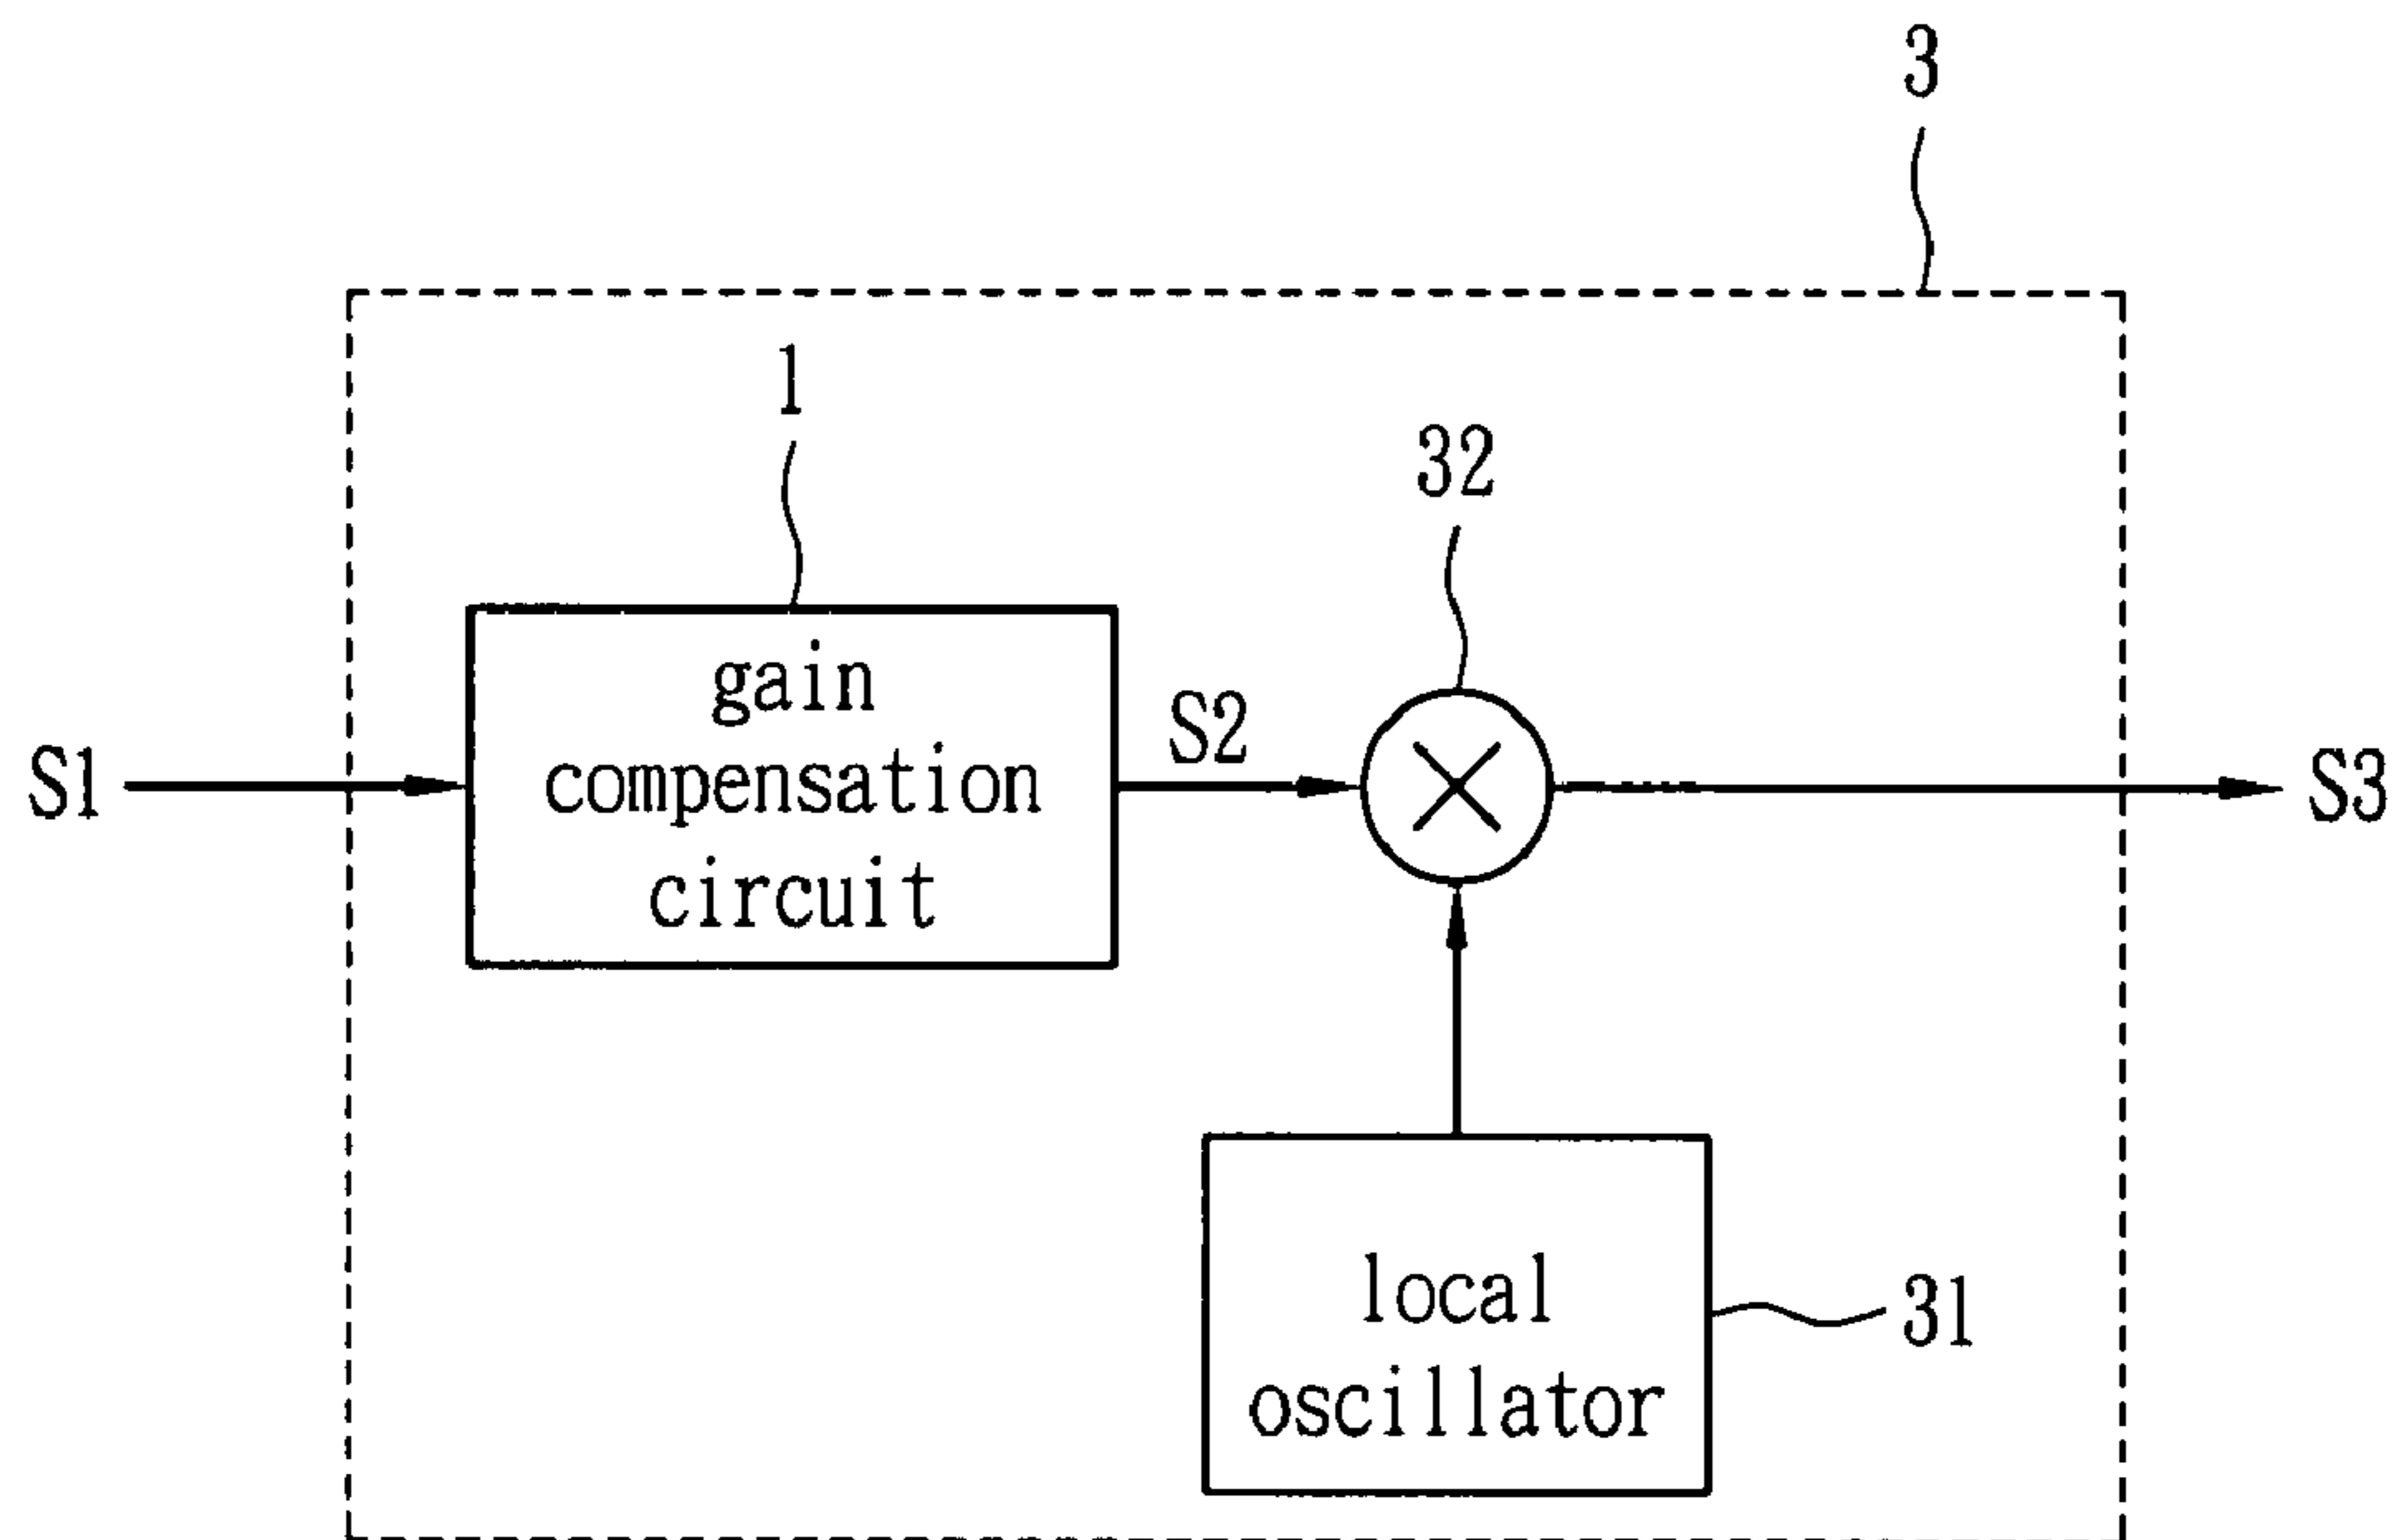 3
1
32
gain
compensation
circuit
S1
S2
S3
local
oscillator
31